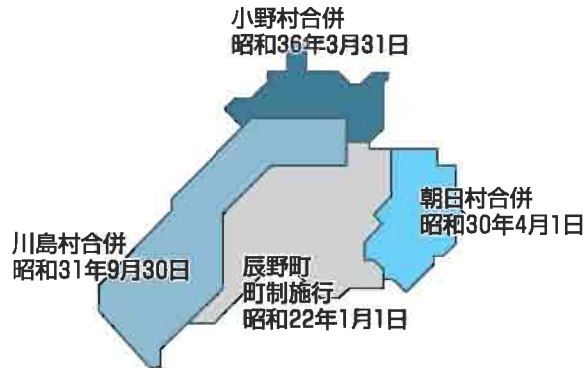 小野村合併
昭和36年3月31日
朝日村合併
昭和30年4月1日
川島村合併
昭和31年9月30日
辰野町
町制施行
昭和22年1月1日